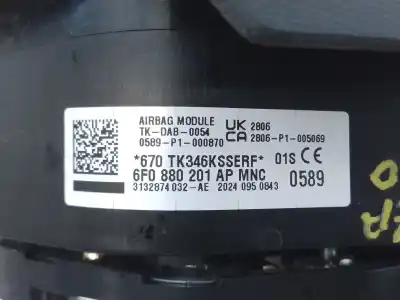 AIRBAG MODULE
TK-DAB-0054
0589-P1-000870
UK CA
2806
2806-P1-005069
*670 TK346KSSERF* 01S CE
6F0 880 201 AP MNC
3132874 032-AE 2024 095 0843
0589